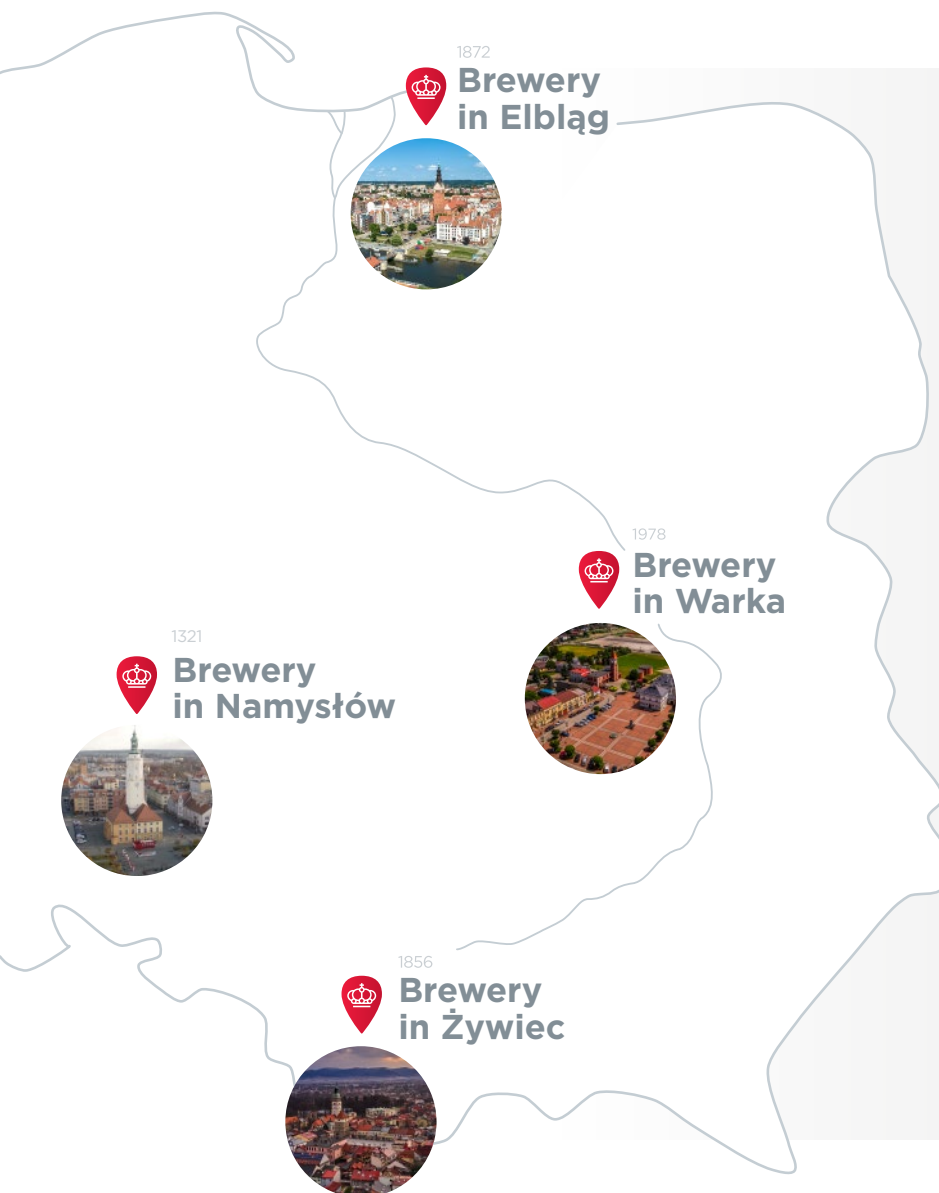 1872
Brewery
in Elbląg
1978
Brewery
in Warka
1321
Brewery
in Namysłów
1856
Brewery
in Żywiec